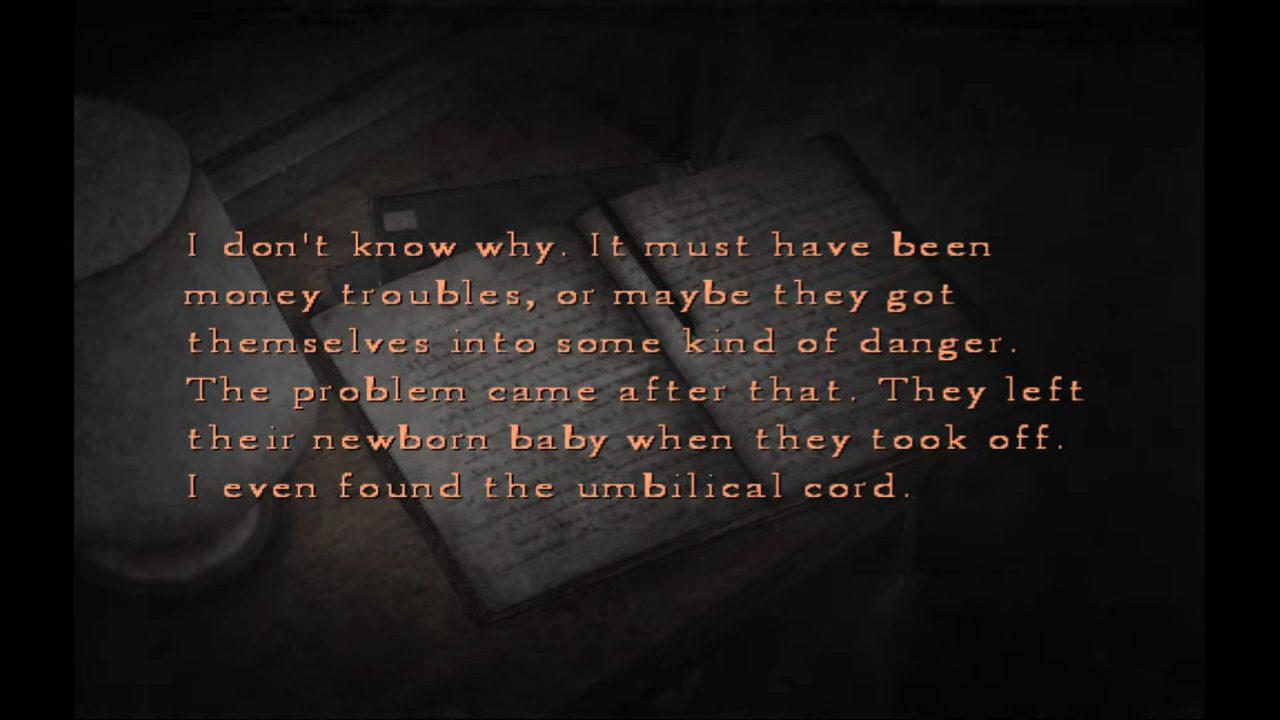 I don't know why. It must have been
money troubles, or maybe they got
themselves into some kind of danger.
The problem came after that. They left
their newborn baby when they took off.
I even found the umbilical cord.